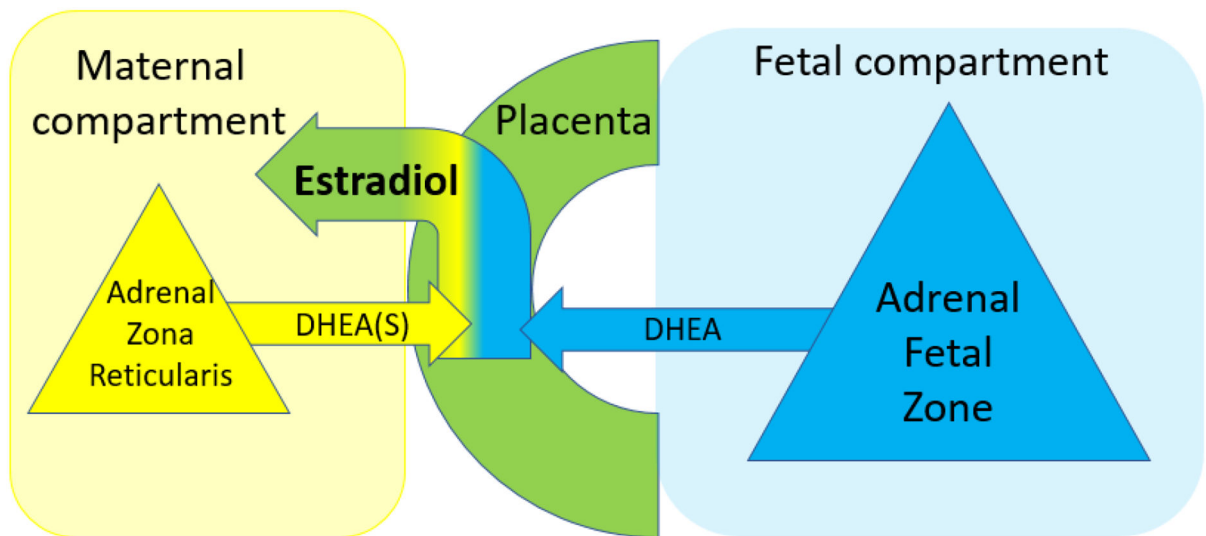 Maternal
compartment
Estradiol
Adrenal
Zona
Reticularis
DHEA(S)
Placenta
DHEA
Fetal compartment
Adrenal
Fetal
Zone